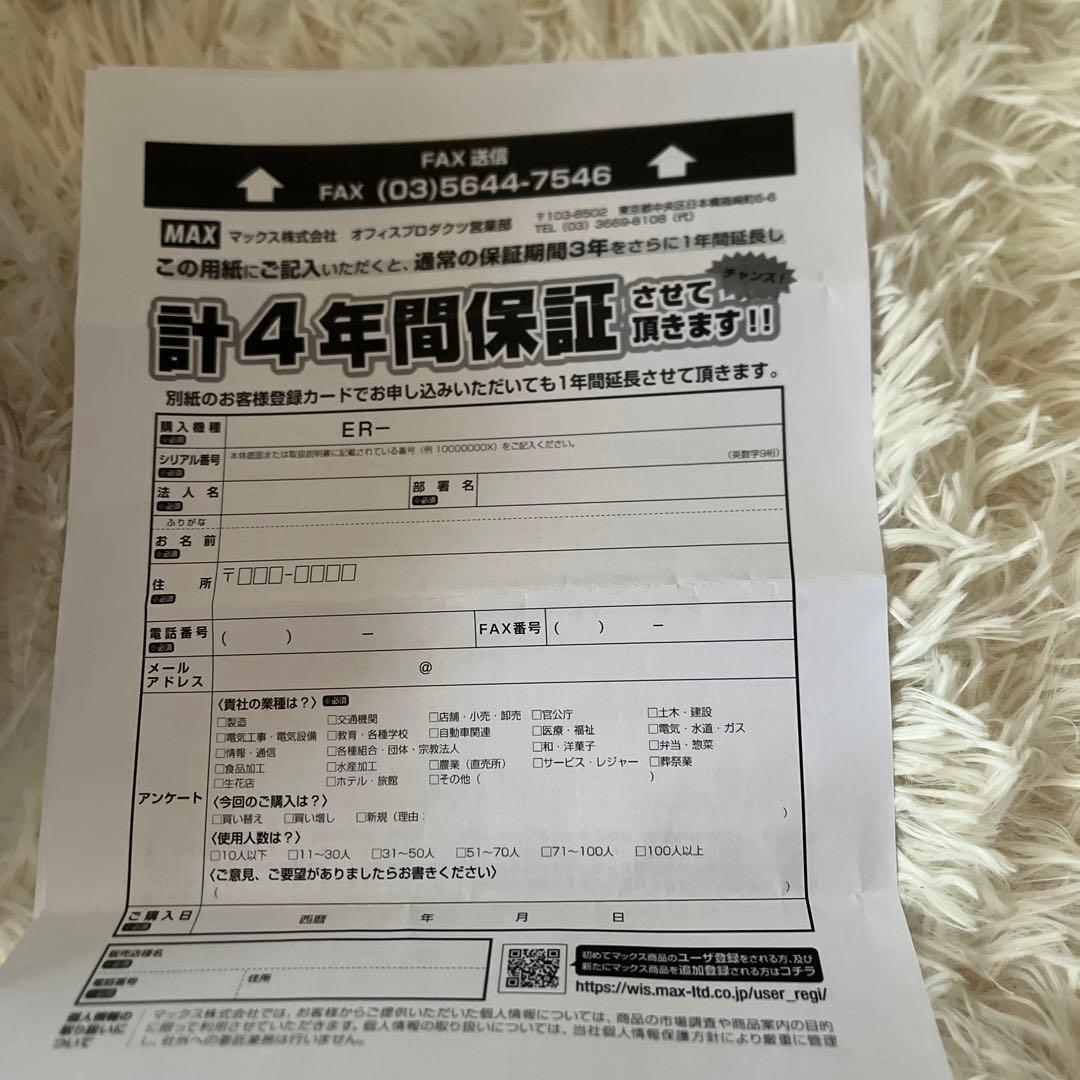 FAX 送信
FAX (03)5644-7546
MAX マックス株式会社 オフィスプロダクツ営業部
〒103-8502 東京都中央区日本橋箱崎町6-6
TEL (03) 3669-8108 (代)
この用紙にご記入いただくと、通常の保証期間3年をさらに1年間延長し
チャンス!
計4年間保証させて頂きます!!
別紙のお客様登録カードでお申し込みいただいても1年間延長させて頂きます。
購入機種 ※必須 ERー
シリアル番号 ※必須 本体底面または取扱説明書に記載されている番号(例 10000000X)をご記入ください。 (英数字9桁)
法人名 ※必須 部署名 ※必須
ふりがな
お名前 ※必須
住所 ※必須 〒□□□-□□□□
電話番号 ※必須 ( ) ー FAX番号 ( ) ー
メールアドレス @
アンケート
〈貴社の業種は?〉 ※必須
□製造 □交通機関 □店舗・小売・卸売 □官公庁 □土木・建設
□電気工事・電気設備 □教育・各種学校 □自動車関連 □医療・福祉 □電気・水道・ガス
□情報・通信 □各種組合・団体・宗教法人 □和・洋菓子 □弁当・惣菜
□食品加工 □水産加工 □農業(直売所) □サービス・レジャー □葬祭業
□生花店 □ホテル・旅館 □その他( )
〈今回のご購入は?〉
□買い替え □買い増し □新規(理由: )
〈使用人数は?〉
□10人以下 □11〜30人 □31〜50人 □51〜70人 □71〜100人 □100人以上
〈ご意見、ご要望がありましたらお書きください〉
( )
ご購入日 ※必須 西暦 年 月 日
販売店様名 ※必須
電話番号 ※必須 住所
初めてマックス商品のユーザ登録をされる方、及び
新たにマックス商品を追加登録される方はコチラ
https://wis.max-ltd.co.jp/user_regi/
個人情報の取り扱いについて
マックス株式会社では、お客様からご提供いただいた個人情報については、商品の市場調査や商品案内の目的
に限って利用させていただきます。個人情報の取り扱いについては、当社個人情報保護方針により厳重に管理
し、社外への委託業務は行いません。